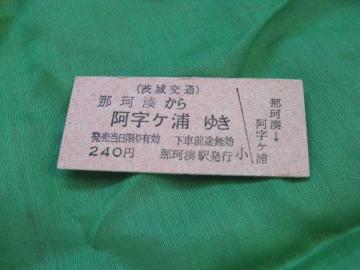 (茨城交通)
那珂湊から
阿字ケ浦 ゆき
発売当日限り有効 下車前途無効
240円 那珂湊駅発行
小
那珂湊→阿字ケ浦